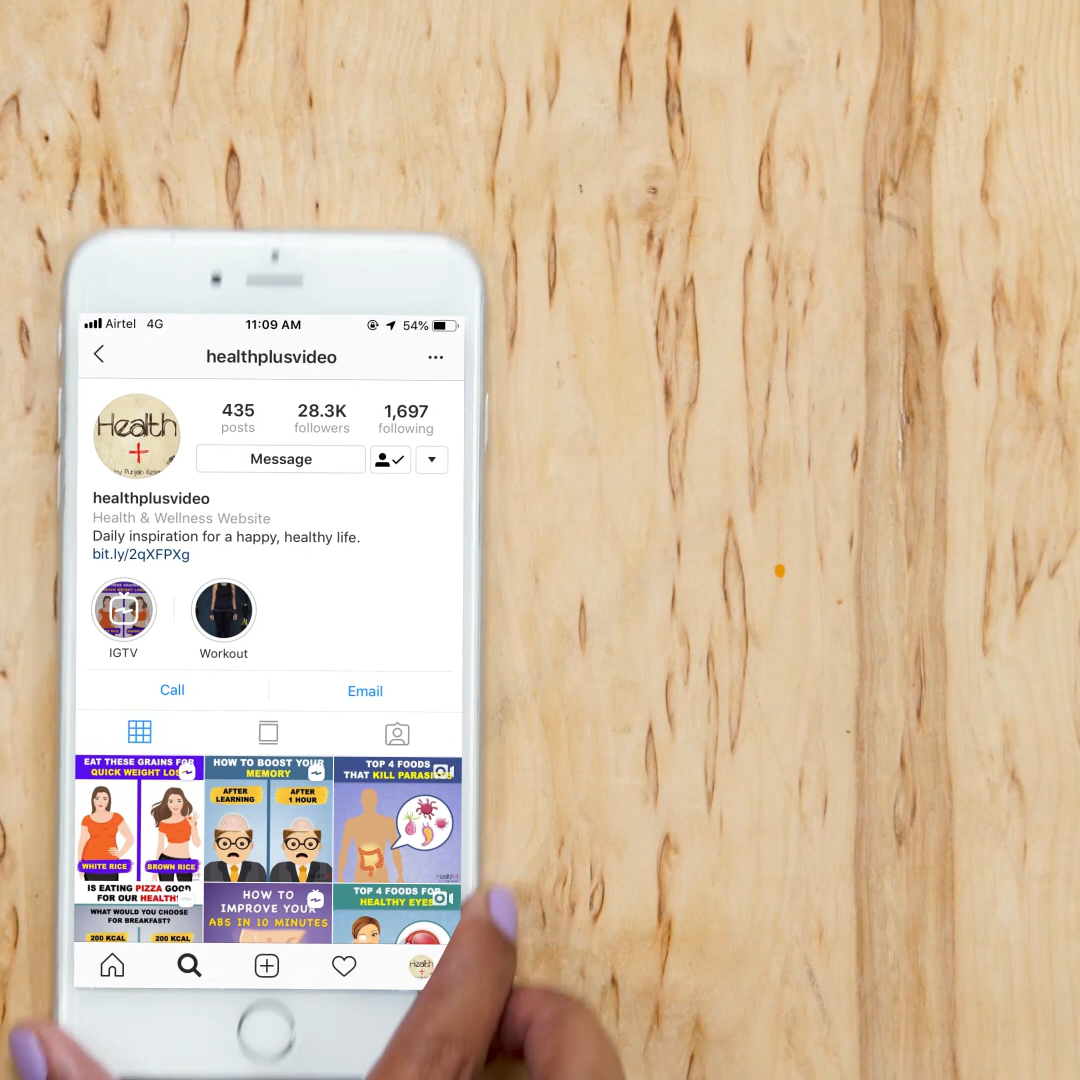 Airtel 4G 11:09 AM 54%
healthplusvideo
435 28.3K 1,697
posts followers following
Health
+
by Punjab Kesari
Message
healthplusvideo
Health & Wellness Website
Daily inspiration for a happy, healthy life.
bit.ly/2qXFPXg
IGTV Workout
Call Email
EAT THESE GRAINS FOR
QUICK WEIGHT LOSS
WHITE RICE BROWN RICE
HOW TO BOOST YOUR
MEMORY
AFTER
LEARNING
AFTER
1 HOUR
TOP 4 FOODS
THAT KILL PARASITES
IS EATING PIZZA GOOD
FOR OUR HEALTH?
WHAT WOULD YOU CHOOSE
FOR BREAKFAST?
200 KCAL 200 KCAL
HOW TO
IMPROVE YOUR
ABS IN 10 MINUTES
TOP 4 FOODS FOR
HEALTHY EYES
Health
+